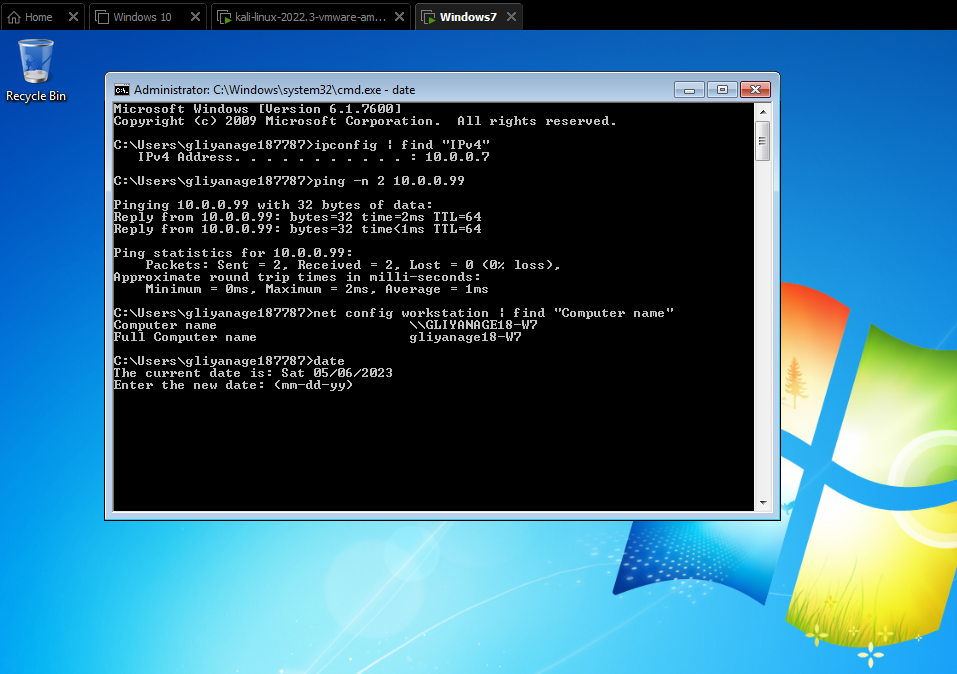 Home
Windows 10
kali-linux-2022.3-vmware-am...
Windows7
Recycle Bin
Administrator: C:\Windows\system32\cmd.exe - date
Microsoft Windows [Version 6.1.7600]
Copyright (c) 2009 Microsoft Corporation.  All rights reserved.
C:\Users\gliyanage187787>ipconfig | find "IPv4"
   IPv4 Address. . . . . . . . . . . : 10.0.0.7
C:\Users\gliyanage187787>ping -n 2 10.0.0.99
Pinging 10.0.0.99 with 32 bytes of data:
Reply from 10.0.0.99: bytes=32 time=2ms TTL=64
Reply from 10.0.0.99: bytes=32 time<1ms TTL=64
Ping statistics for 10.0.0.99:
    Packets: Sent = 2, Received = 2, Lost = 0 (0% loss),
Approximate round trip times in milli-seconds:
    Minimum = 0ms, Maximum = 2ms, Average = 1ms
C:\Users\gliyanage187787>net config workstation | find "Computer name"
Computer name                        \\GLIYANAGE18-W7
Full Computer name                   gliyanage18-W7
C:\Users\gliyanage187787>date
The current date is: Sat 05/06/2023
Enter the new date: (mm-dd-yy)